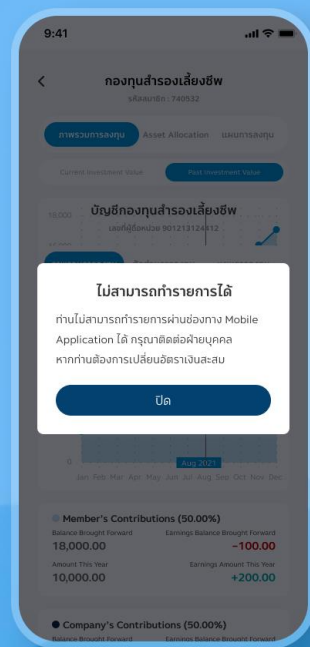 9:41
กองทุนสำรองเลี้ยงชีพ
รหัสสมาชิก : 740532
ภาพรวมการลงทุน Asset Allocation แผนการลงทุน
Current Investment Value Past Investment Value
บัญชีกองทุนสำรองเลี้ยงชีพ
เลขที่ผู้ถือหน่วย 901213124412
ไม่สามารถทำรายการได้
ท่านไม่สามารถทำรายการผ่านช่องทาง Mobile
Application ได้ กรุณาติดต่อฝ่ายบุคคล
หากท่านต้องการเปลี่ยนอัตราเงินสะสม
ปิด
0
Aug 2021
Jan Feb Mar Apr May Jun Jul Aug Sep Oct Nov Dec
Member's Contributions (50.00%)
Balance Brought Forward Earnings Balance Brought Forward
18,000.00 -100.00
Amount This Year Earnings Amount This Year
10,000.00 +200.00
Company's Contributions (50.00%)
Balance Brought Forward Earnings Balance Brought Forward